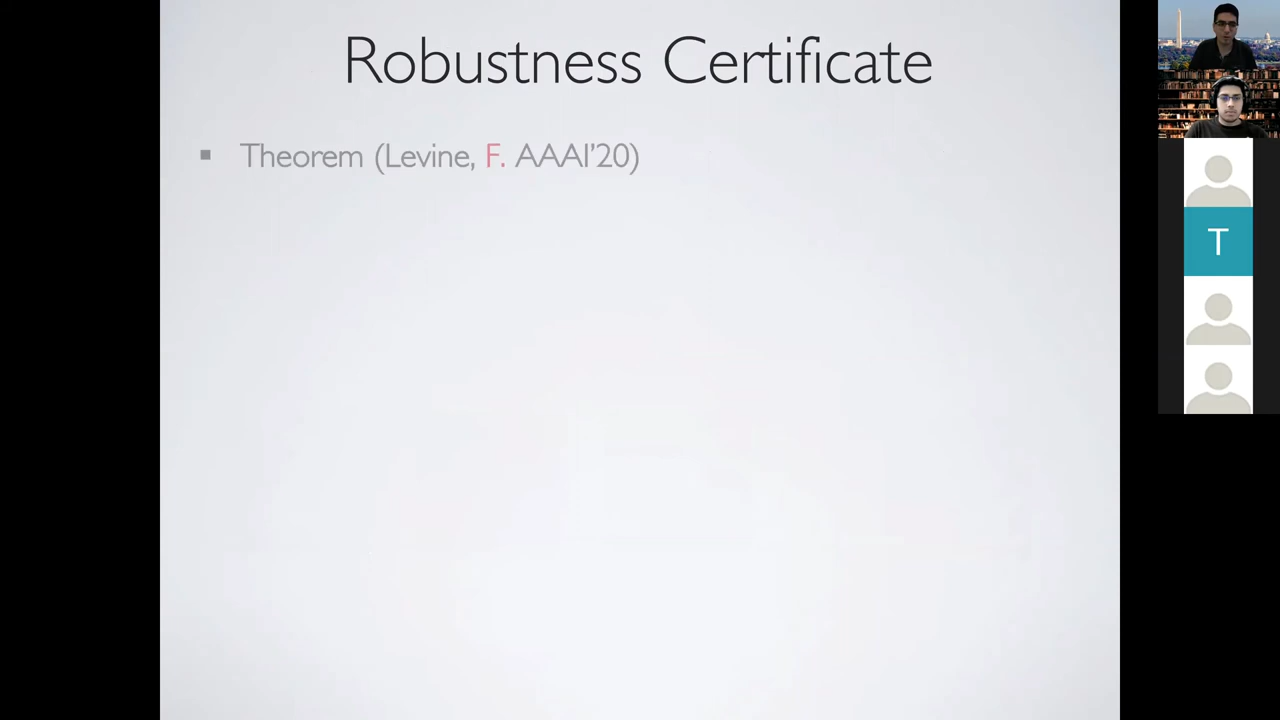 Robustness Certificate
▪ Theorem (Levine, F. AAAI'20)
T